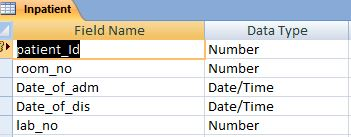 Inpatient
Field Name Data Type
patient_Id Number
room_no Number
Date_of_adm Date/Time
Date_of_dis Date/Time
lab_no Number